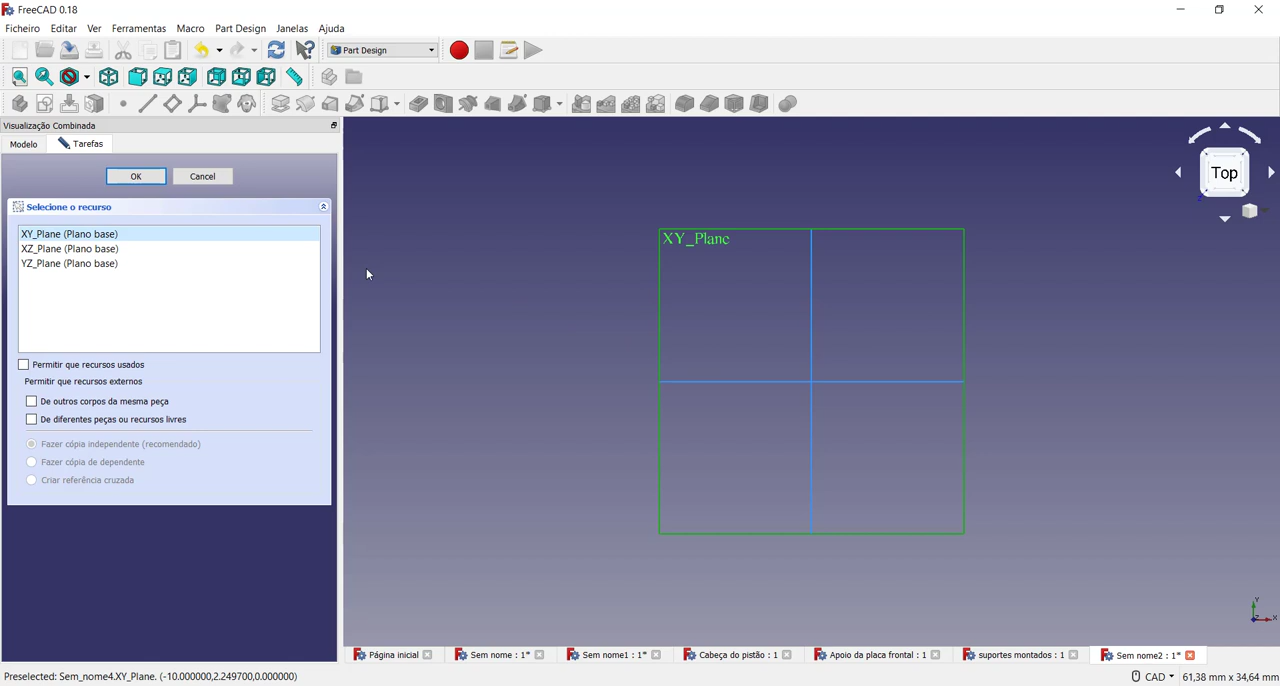 FreeCAD 0.18
Ficheiro Editar Ver Ferramentas Macro Part Design Janelas Ajuda
Part Design
Visualização Combinada
Modelo Tarefas
OK Cancel
Selecione o recurso
XY_Plane (Plano base)
XZ_Plane (Plano base)
YZ_Plane (Plano base)
Permitir que recursos usados
Permitir que recursos externos
De outros corpos da mesma peça
De diferentes peças ou recursos livres
Fazer cópia independente (recomendado)
Fazer cópia de dependente
Criar referência cruzada
XY_Plane
Top
Z
Y
Z
X
Página inicial Sem nome : 1* Sem nome1 : 1* Cabeça do pistão : 1 Apoio da placa frontal : 1 suportes montados : 1 Sem nome2 : 1*
Preselected: Sem_nome4.XY_Plane. (-10.000000,2.249700,0.000000) CAD 61,38 mm x 34,64 mm